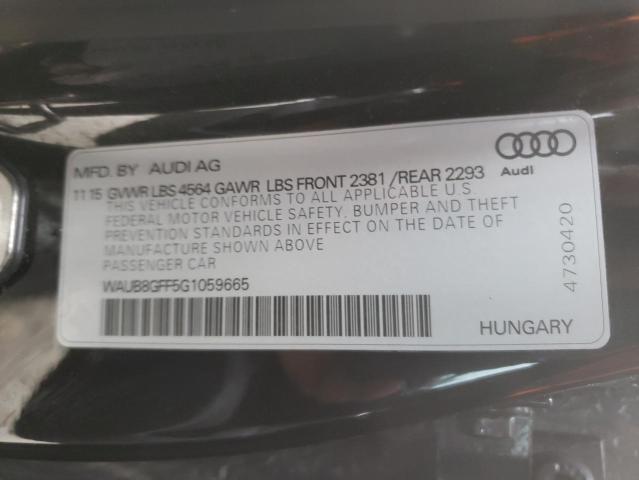 MFD. BY AUDI AG
11 15 GVWR LBS 4564 GAWR LBS FRONT 2381 /REAR 2293
THIS VEHICLE CONFORMS TO ALL APPLICABLE U.S.
FEDERAL MOTOR VEHICLE SAFETY, BUMPER AND THEFT
PREVENTION STANDARDS IN EFFECT ON THE DATE OF
MANUFACTURE SHOWN ABOVE
PASSENGER CAR
WAUB8GFF5G1059665
HUNGARY
Audi
4730420